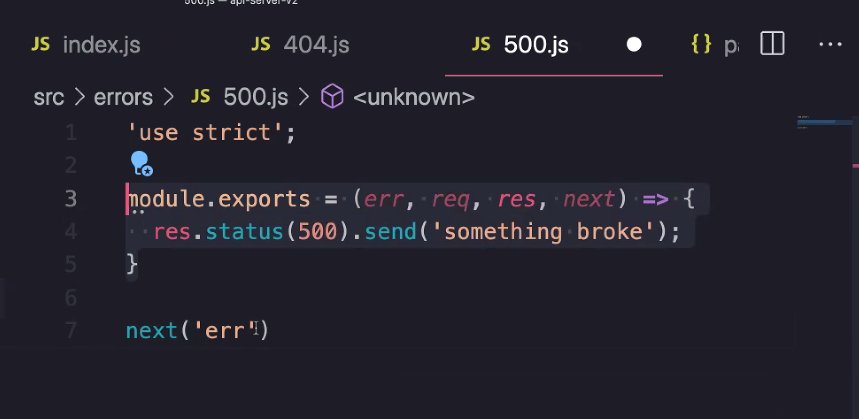 500.js — api-server-v2
JS index.js JS 404.js JS 500.js {} pa ...
src > errors > JS 500.js > <unknown>
1 'use strict';
2
3 module.exports = (err, req, res, next) => {
4 res.status(500).send('something broke');
5 }
6
7 next('err')